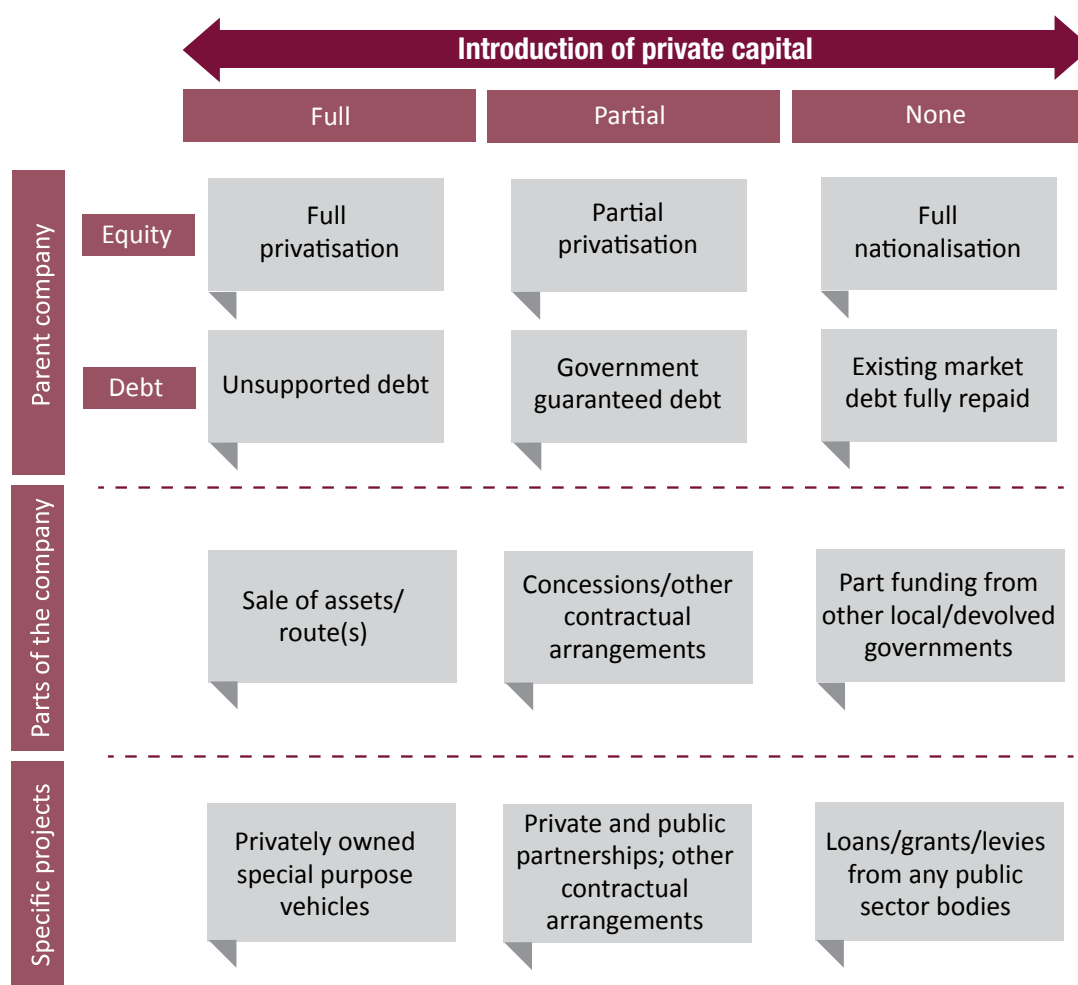 Introduction of private capital
Full
Partial
None
Parent company
Equity
Full
privatisation
Partial
privatisation
Full
nationalisation
Debt
Unsupported debt
Government
guaranteed debt
Existing market
debt fully repaid
Parts of the company
Sale of assets/
route(s)
Concessions/other
contractual
arrangements
Part funding from
other local/devolved
governments
Specific projects
Privately owned
special purpose
vehicles
Private and public
partnerships; other
contractual
arrangements
Loans/grants/levies
from any public
sector bodies